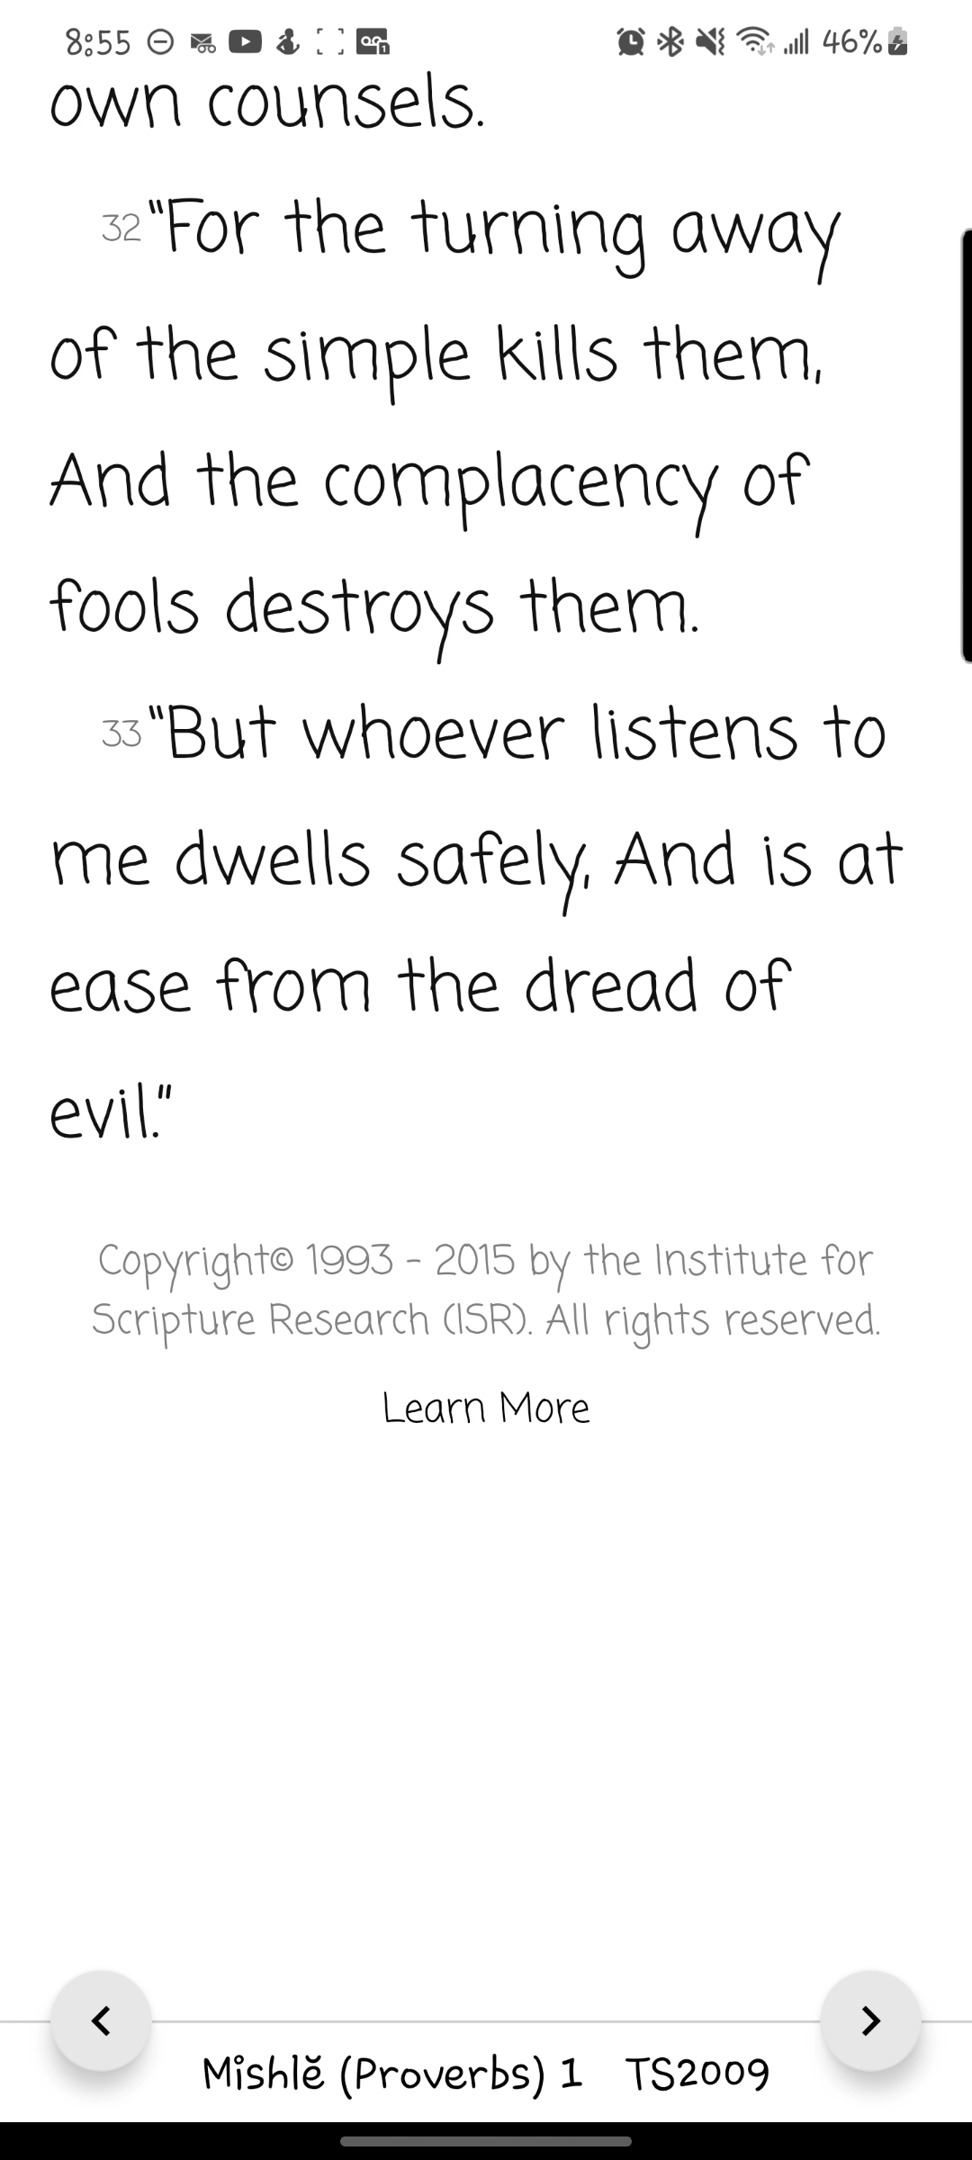 8:55 46%
own counsels.
32 "For the turning away
of the simple kills them,
And the complacency of
fools destroys them.
33 "But whoever listens to
me dwells safely, And is at
ease from the dread of
evil."
Copyright© 1993 - 2015 by the Institute for
Scripture Research (ISR). All rights reserved.
Learn More
Mishlĕ (Proverbs) 1 TS2009